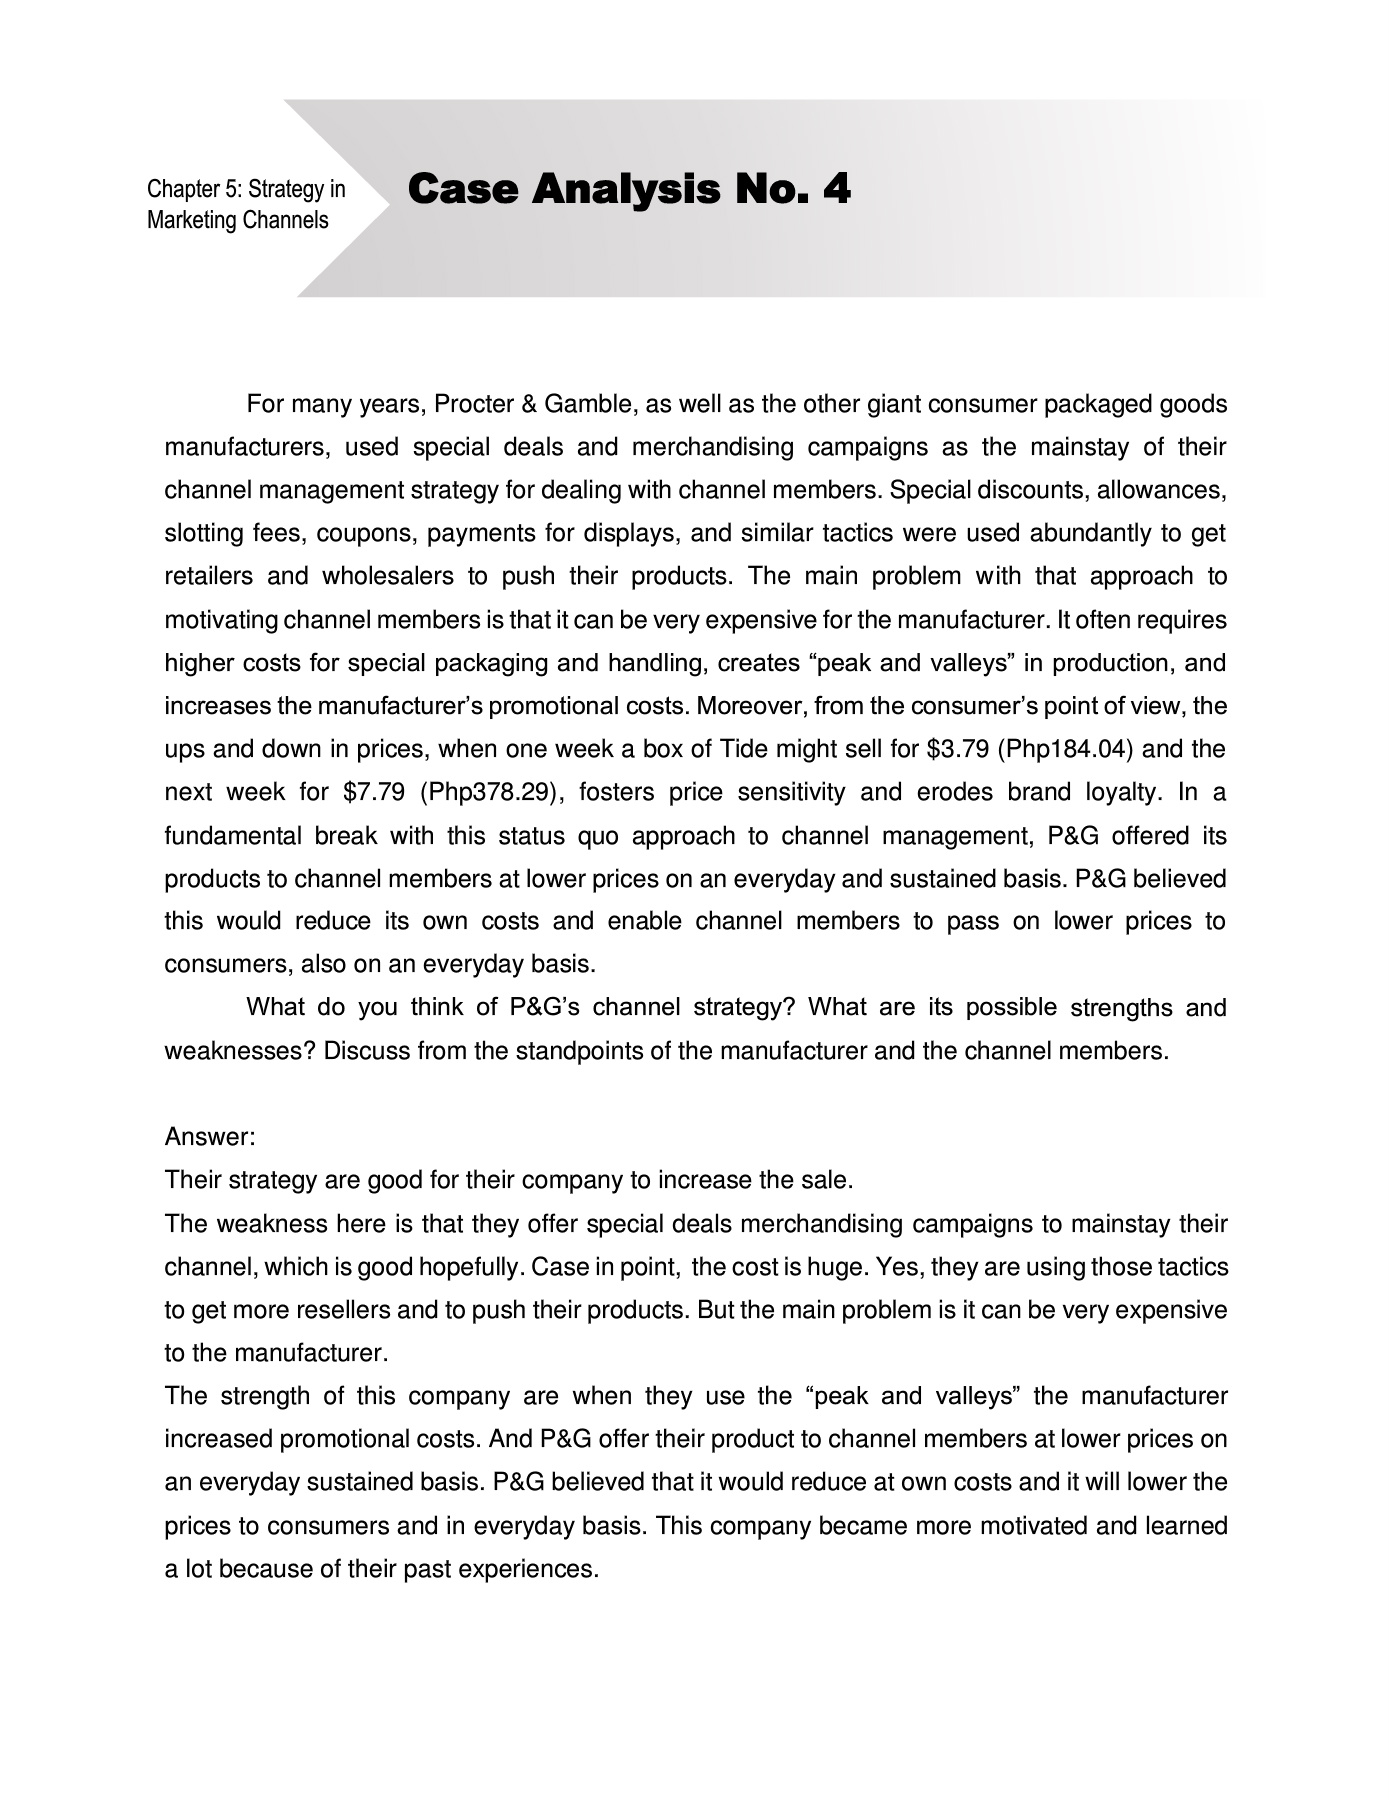 Chapter 5: Strategy in
Marketing Channels
Case Analysis No. 4
For many years, Procter & Gamble, as well as the other giant consumer packaged goods
manufacturers, used special deals and merchandising campaigns as the mainstay of their
channel management strategy for dealing with channel members. Special discounts, allowances,
slotting fees, coupons, payments for displays, and similar tactics were used abundantly to get
retailers and wholesalers to push their products. The main problem with that approach to
motivating channel members is that it can be very expensive for the manufacturer. It often requires
higher costs for special packaging and handling, creates “peak and valleys” in production, and
increases the manufacturer’s promotional costs. Moreover, from the consumer’s point of view, the
ups and down in prices, when one week a box of Tide might sell for $3.79 (Php184.04) and the
next week for $7.79 (Php378.29), fosters price sensitivity and erodes brand loyalty. In a
fundamental break with this status quo approach to channel management, P&G offered its
products to channel members at lower prices on an everyday and sustained basis. P&G believed
this would reduce its own costs and enable channel members to pass on lower prices to
consumers, also on an everyday basis.
What do you think of P&G’s channel strategy? What are its possible strengths and
weaknesses? Discuss from the standpoints of the manufacturer and the channel members.
Answer:
Their strategy are good for their company to increase the sale.
The weakness here is that they offer special deals merchandising campaigns to mainstay their
channel, which is good hopefully. Case in point, the cost is huge. Yes, they are using those tactics
to get more resellers and to push their products. But the main problem is it can be very expensive
to the manufacturer.
The strength of this company are when they use the “peak and valleys” the manufacturer
increased promotional costs. And P&G offer their product to channel members at lower prices on
an everyday sustained basis. P&G believed that it would reduce at own costs and it will lower the
prices to consumers and in everyday basis. This company became more motivated and learned
a lot because of their past experiences.